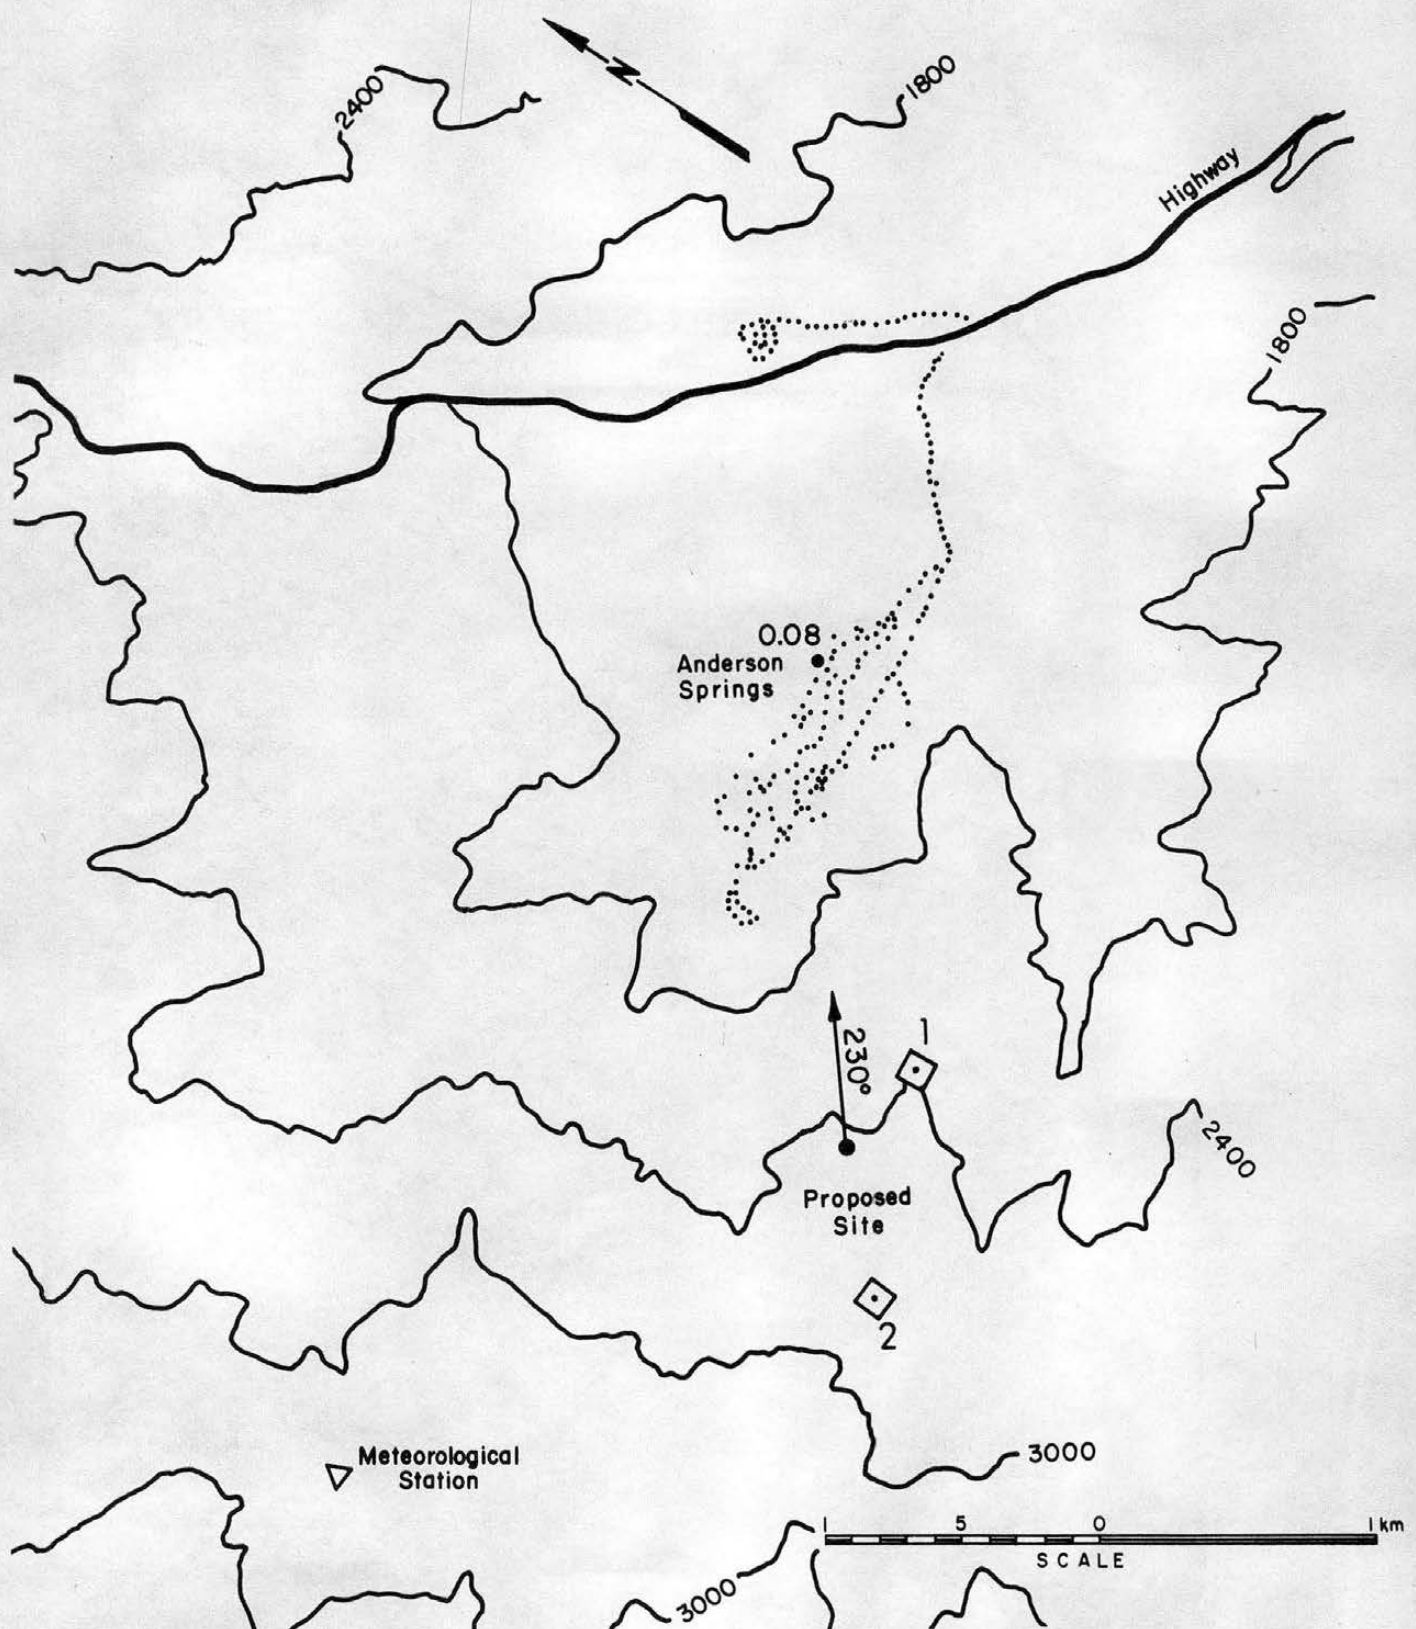 N
2400
1800
Highway
1800
0.08
Anderson
Springs
230°
1
Proposed
Site
2400
2
Meteorological
Station
3000
1 5 0 1 km
SCALE
3000